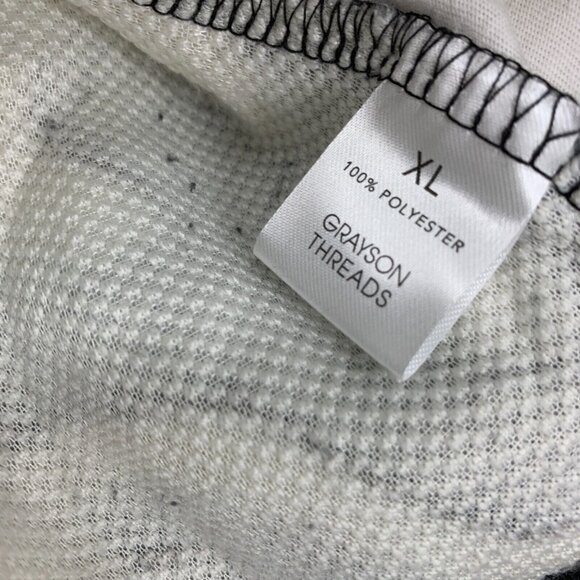 XL
100% POLYESTER
GRAYSON
THREADS